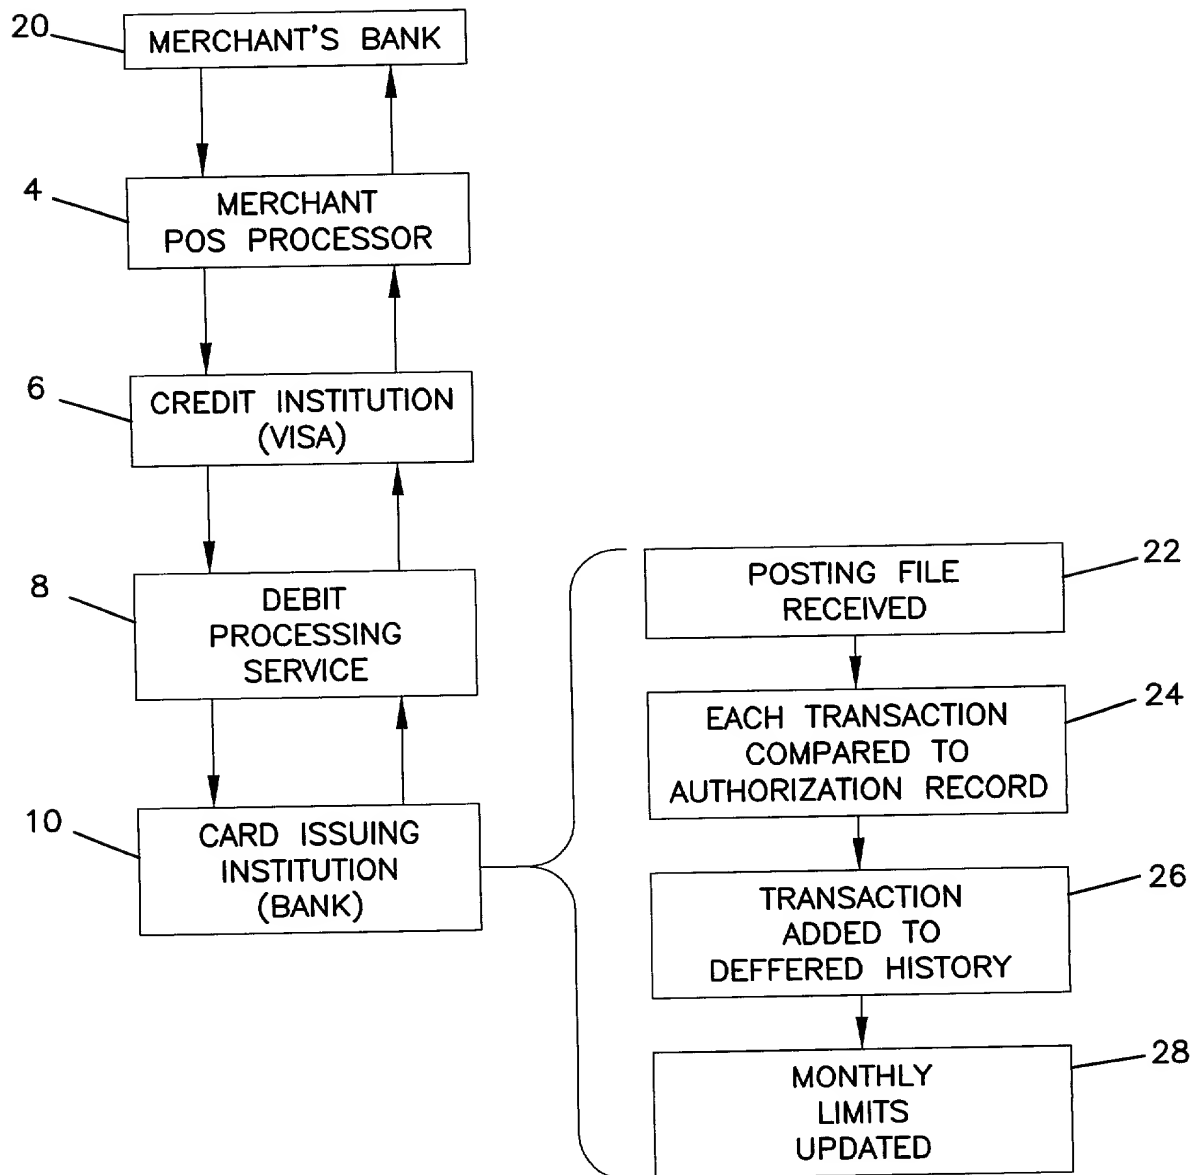 20
MERCHANT'S BANK
4
MERCHANT
POS PROCESSOR
6
CREDIT INSTITUTION
(VISA)
8
DEBIT
PROCESSING
SERVICE
10
CARD ISSUING
INSTITUTION
(BANK)
22
POSTING FILE
RECEIVED
24
EACH TRANSACTION
COMPARED TO
AUTHORIZATION RECORD
26
TRANSACTION
ADDED TO
DEFFERED HISTORY
28
MONTHLY
LIMITS
UPDATED